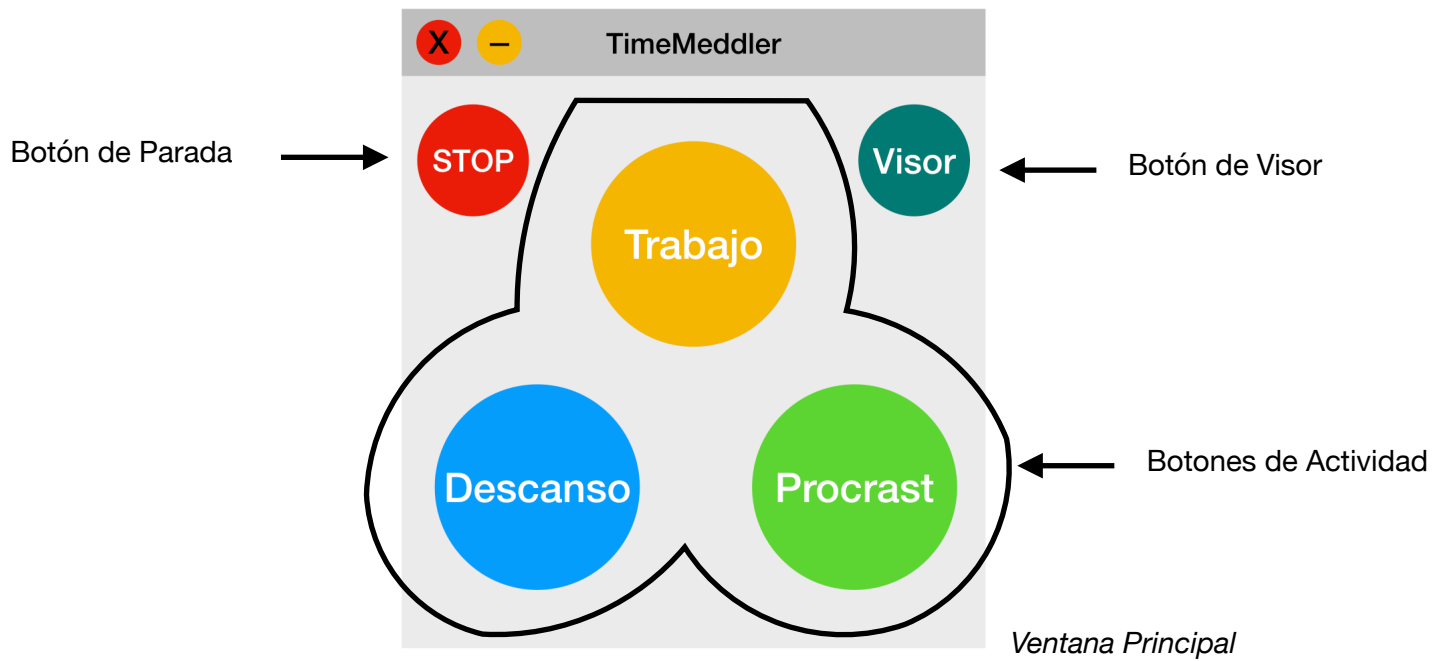 X – TimeMeddler
Botón de Parada
STOP
Visor
Botón de Visor
Trabajo
Descanso
Procrast
Botones de Actividad
Ventana Principal